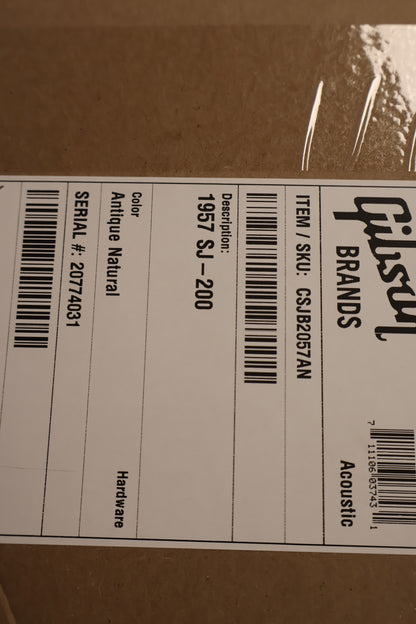 Gibson
BRANDS
Acoustic
7 11106 03743 1
ITEM / SKU: CSJB2057AN
Description:
1957 SJ-200
Color
Antique Natural
Hardware
SERIAL #: 20774031